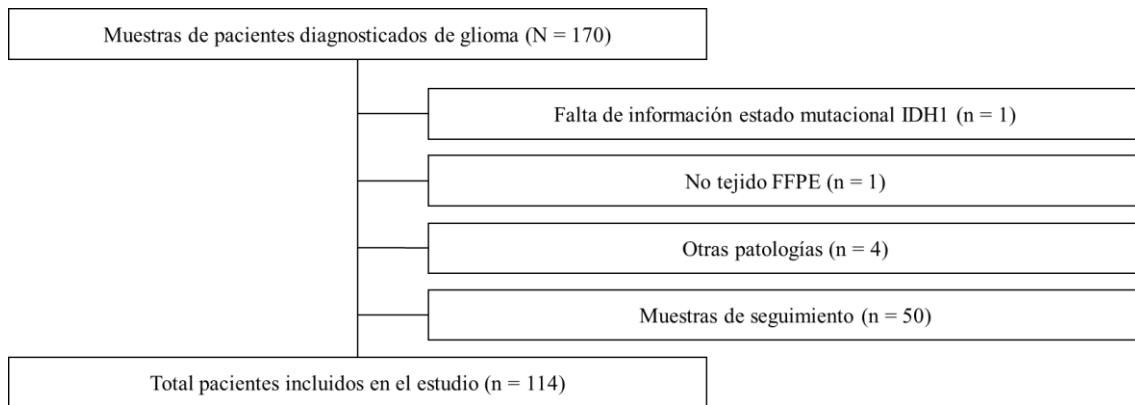 Muestras de pacientes diagnosticados de glioma (N = 170)
Falta de información estado mutacional IDH1 (n = 1)
No tejido FFPE (n = 1)
Otras patologías (n = 4)
Muestras de seguimiento (n = 50)
Total pacientes incluidos en el estudio (n = 114)